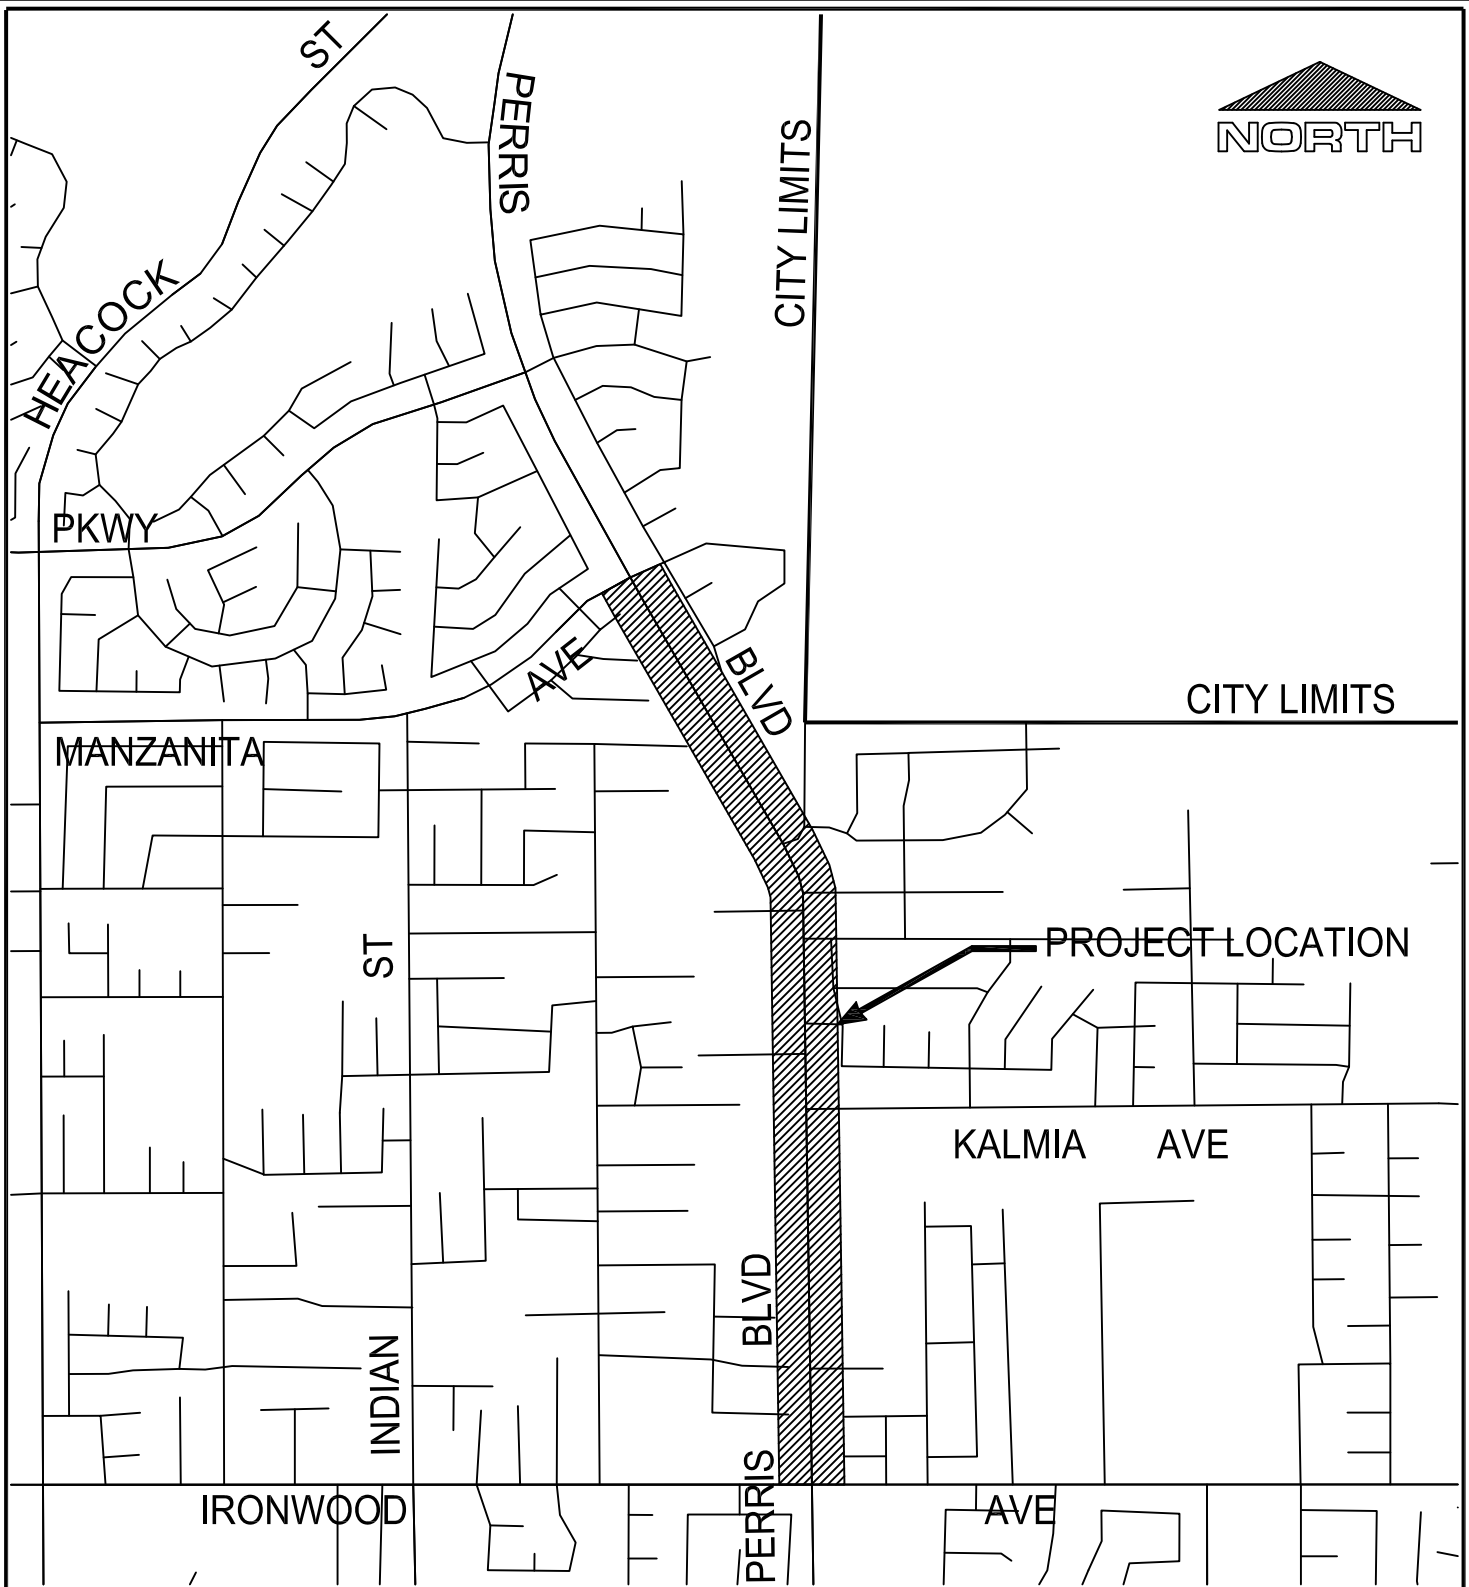 ST
PERRIS
NORTH
CITY LIMITS
HEACOCK
PKWY
AVE
BLVD
CITY LIMITS
MANZANITA
ST
PROJECT LOCATION
KALMIA AVE
BLVD
INDIAN
PERRIS
IRONWOOD
AVE